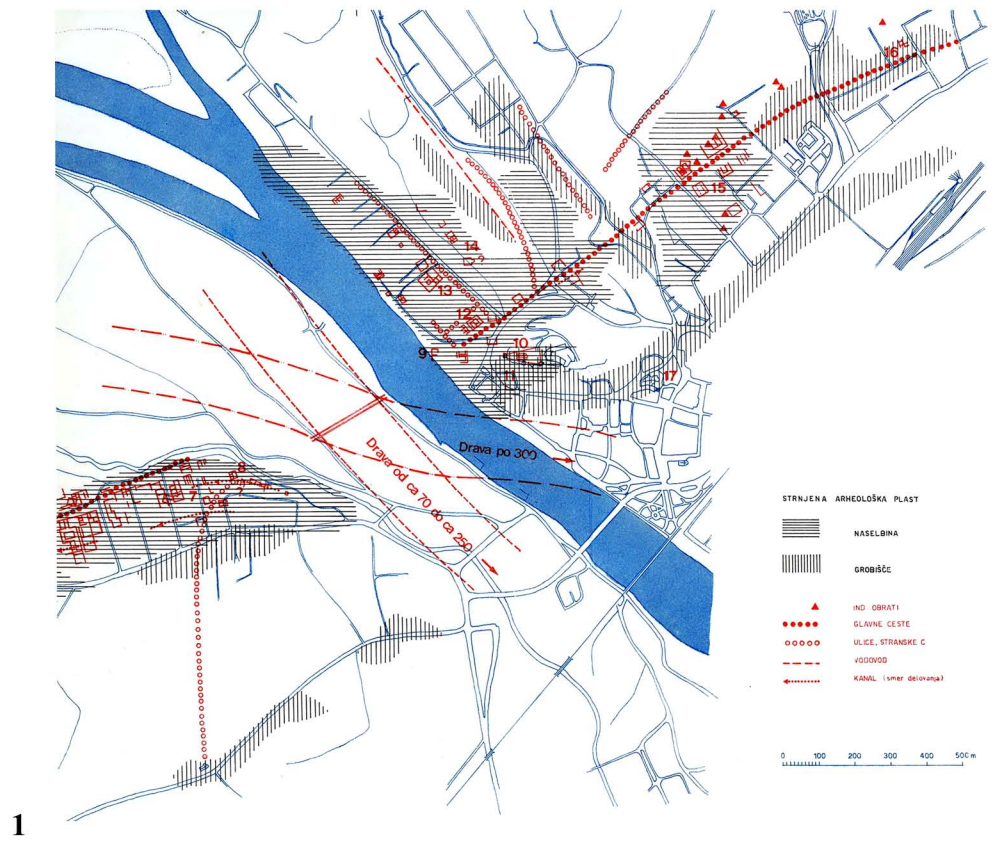 16
15
14
13
12
9
10
11
17
Drava po 300
Drava od ca 70 do ca 250
8
7
STRNJENA ARHEOLOŠKA PLAST
NASELBINA
GROBIŠČE
IND OBRATI
GLAVNE CESTE
ULICE, STRANSKE C
VODOVOD
KANAL (smer delovanja)
0 100 200 300 400 500 m
1